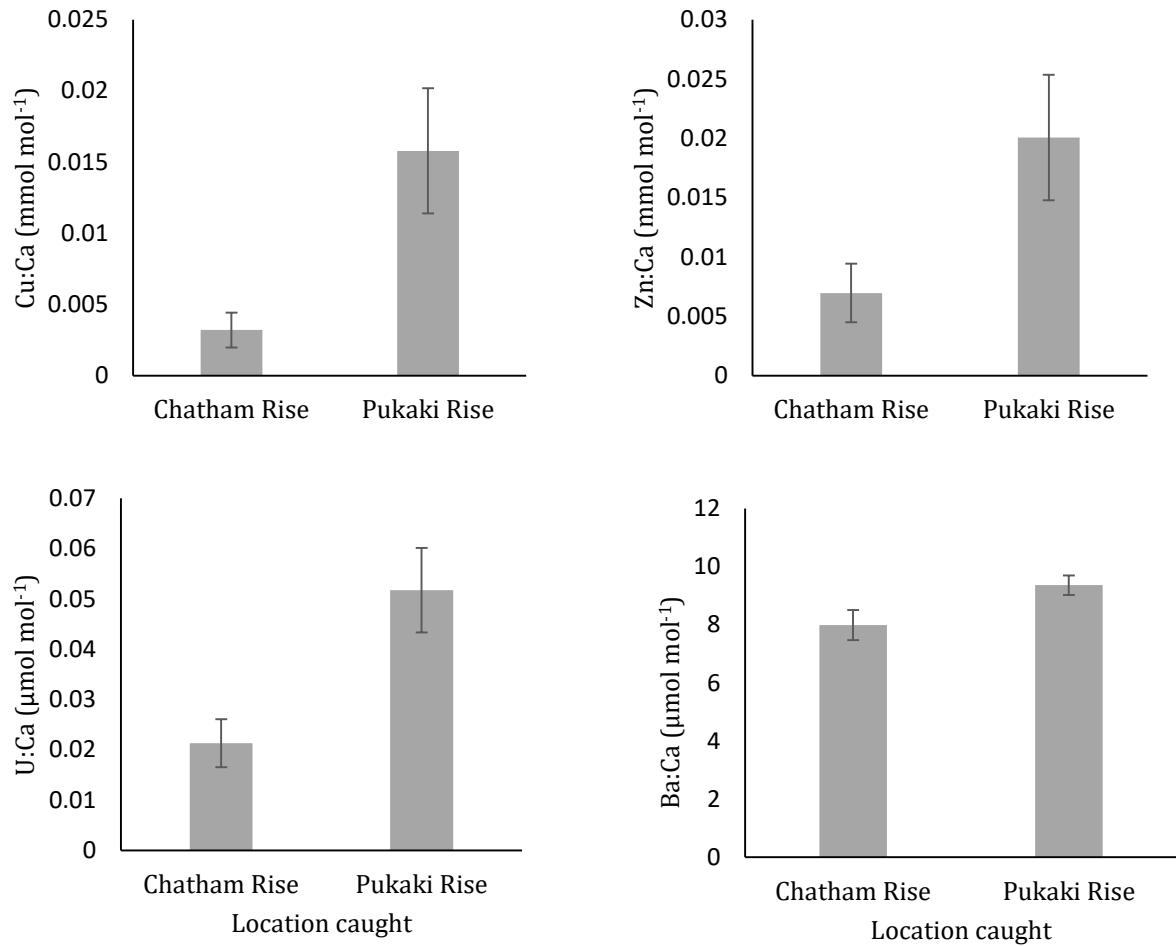 Cu:Ca (mmol mol⁻¹)
0.025
0.02
0.015
0.01
0.005
0
Chatham Rise Pukaki Rise
Zn:Ca (mmol mol⁻¹)
0.03
0.025
0.02
0.015
0.01
0.005
0
Chatham Rise Pukaki Rise
U:Ca (μmol mol⁻¹)
0.07
0.06
0.05
0.04
0.03
0.02
0.01
0
Chatham Rise Pukaki Rise
Location caught
Ba:Ca (μmol mol⁻¹)
12
10
8
6
4
2
0
Chatham Rise Pukaki Rise
Location caught